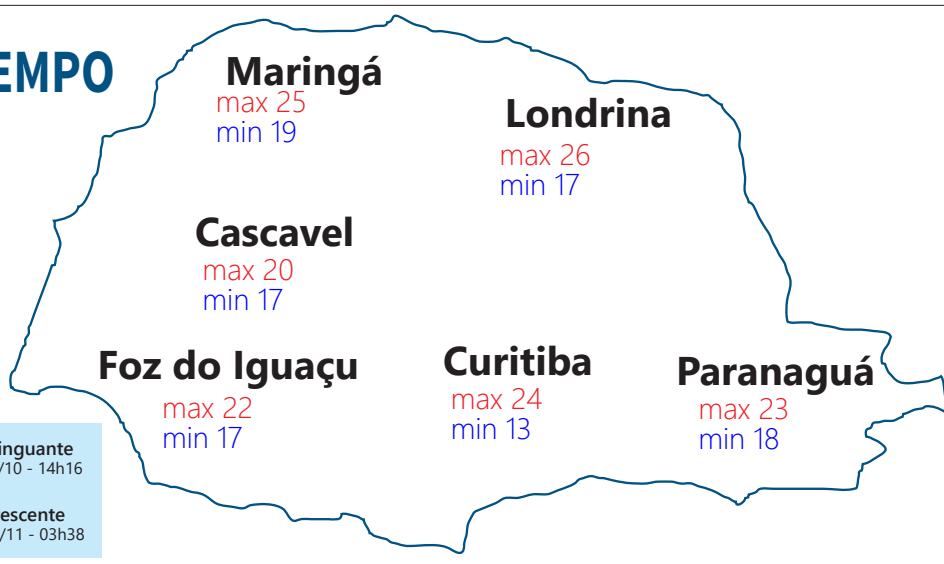 EMPO
Maringá
max 25
min 19
Londrina
max 26
min 17
Cascavel
max 20
min 17
Foz do Iguaçu
max 22
min 17
Curitiba
max 24
min 13
Paranaguá
max 23
min 18
inguante
/10 - 14h16
escente
/11 - 03h38